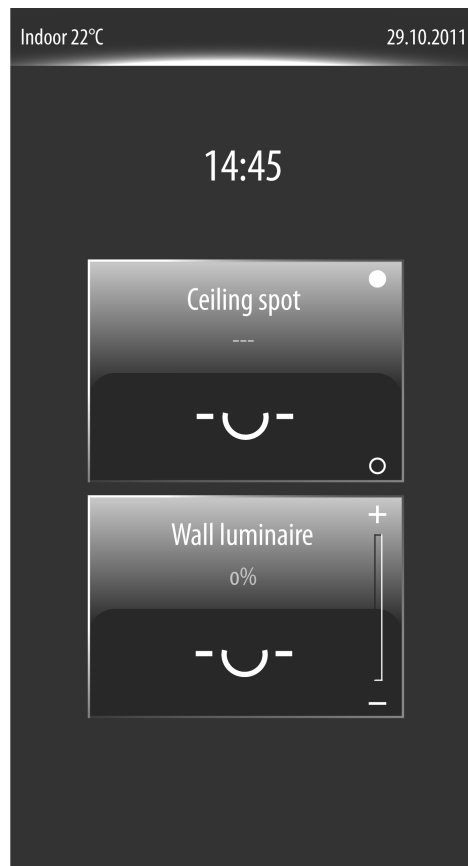 Indoor 22°C 29.10.2011
14:45
Ceiling spot
---
Wall luminaire
0%